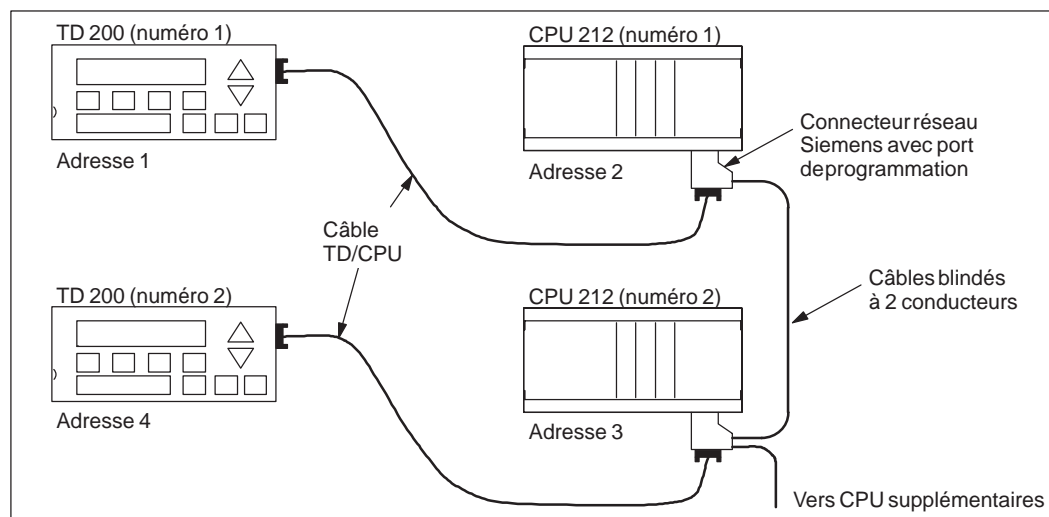 TD 200 (numéro 1)
CPU 212 (numéro 1)
Adresse 1
Adresse 2
Connecteur réseau
Siemens avec port
deprogrammation
Câble
TD/CPU
TD 200 (numéro 2)
CPU 212 (numéro 2)
Câbles blindés
à 2 conducteurs
Adresse 4
Adresse 3
Vers CPU supplémentaires